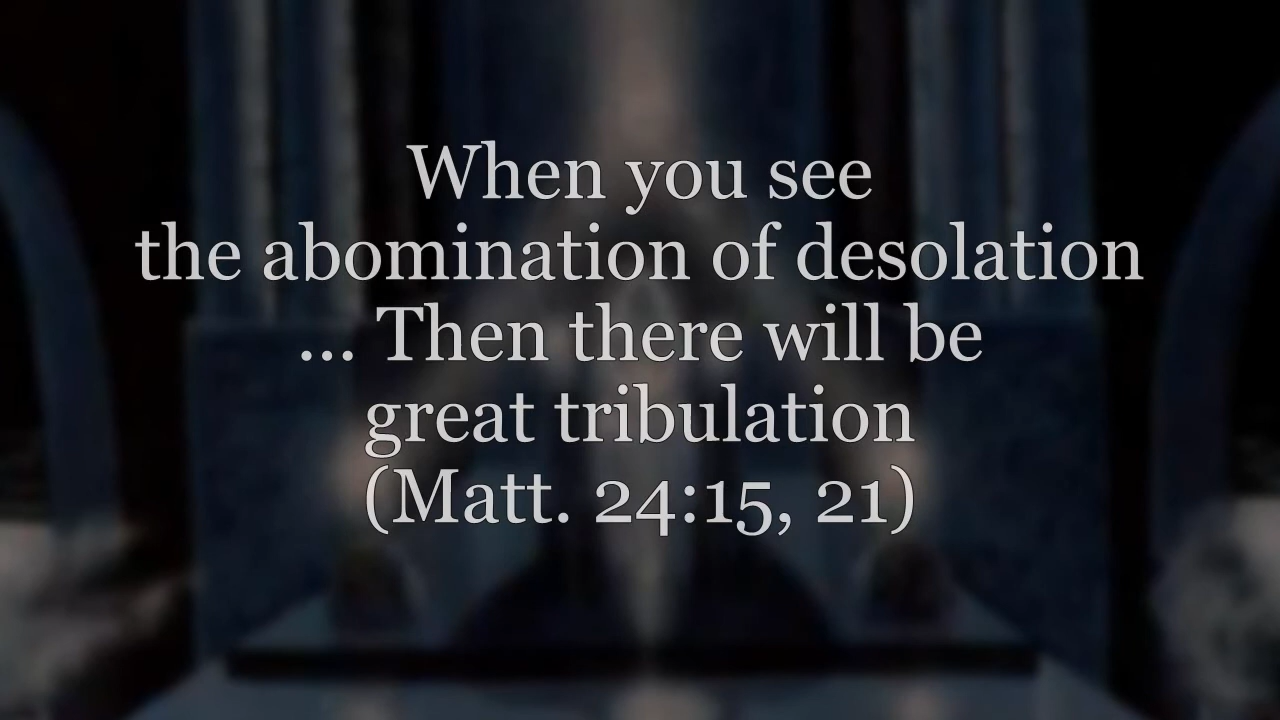 When you see
the abomination of desolation
... Then there will be
great tribulation
(Matt. 24:15, 21)